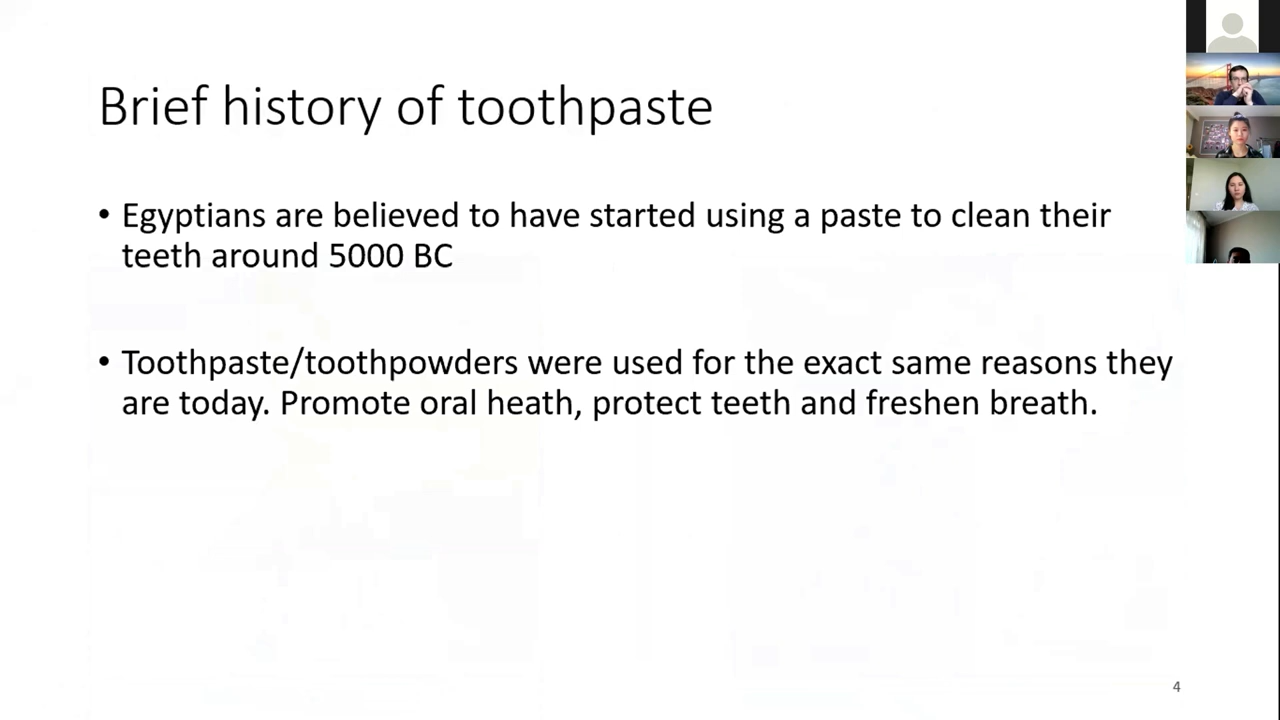 Brief history of toothpaste
• Egyptians are believed to have started using a paste to clean their
teeth around 5000 BC
• Toothpaste/toothpowders were used for the exact same reasons they
are today. Promote oral heath, protect teeth and freshen breath.
4